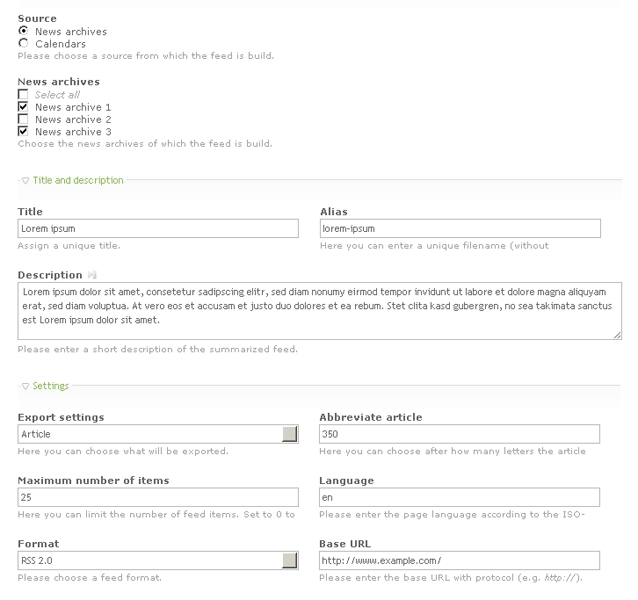 Source
News archives
Calendars
Please choose a source from which the feed is build.
News archives
Select all
News archive 1
News archive 2
News archive 3
Choose the news archives of which the feed is build.
Title and description
Title
Alias
Lorem ipsum
lorem-ipsum
Assign a unique title.
Here you can enter a unique filename (without
Description
Lorem ipsum dolor sit amet, consetetur sadipscing elitr, sed diam nonumy eirmod tempor invidunt ut labore et dolore magna aliquyam
erat, sed diam voluptua. At vero eos et accusam et justo duo dolores et ea rebum. Stet clita kasd gubergren, no sea takimata sanctus
est Lorem ipsum dolor sit amet.
Please enter a short description of the summarized feed.
Settings
Export settings
Abbreviate article
Article
350
Here you can choose what will be exported.
Here you can choose after how many letters the article
Maximum number of items
Language
25
en
Here you can limit the number of feed items. Set to 0 to
Please enter the page language according to the ISO-
Format
Base URL
RSS 2.0
http://www.example.com/
Please choose a feed format.
Please enter the base URL with protocol (e.g. http://).